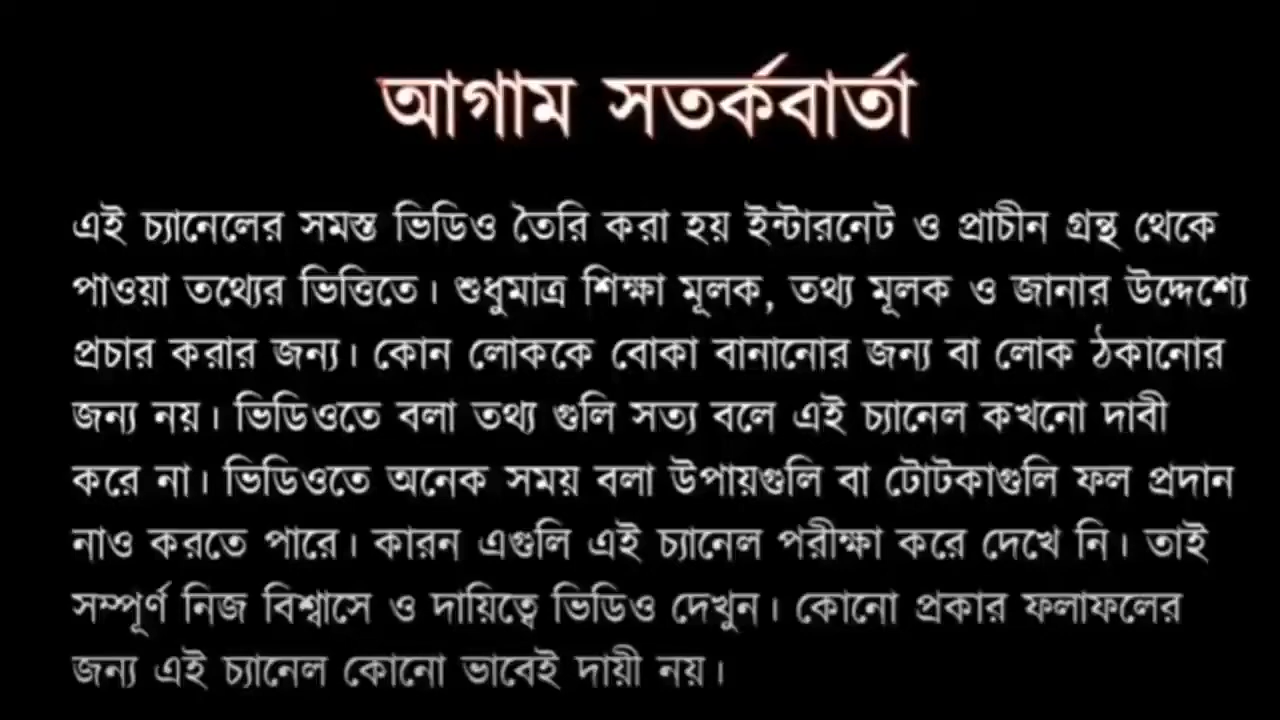 আগাম সতর্কবার্তা
এই চ্যানেলের সমস্ত ভিডিও তৈরি করা হয় ইন্টারনেট ও প্রাচীন গ্রন্থ থেকে
পাওয়া তথ্যের ভিত্তিতে। শুধুমাত্র শিক্ষা মূলক, তথ্য মূলক ও জানার উদ্দেশ্যে
প্রচার করার জন্য। কোন লোককে বোকা বানানোর জন্য বা লোক ঠকানোর
জন্য নয়। ভিডিওতে বলা তথ্য গুলি সত্য বলে এই চ্যানেল কখনো দাবী
করে না। ভিডিওতে অনেক সময় বলা উপায়গুলি বা টোটকাগুলি ফল প্রদান
নাও করতে পারে। কারন এগুলি এই চ্যানেল পরীক্ষা করে দেখে নি। তাই
সম্পূর্ণ নিজ বিশ্বাসে ও দায়িত্বে ভিডিও দেখুন। কোনো প্রকার ফলাফলের
জন্য এই চ্যানেল কোনো ভাবেই দায়ী নয়।